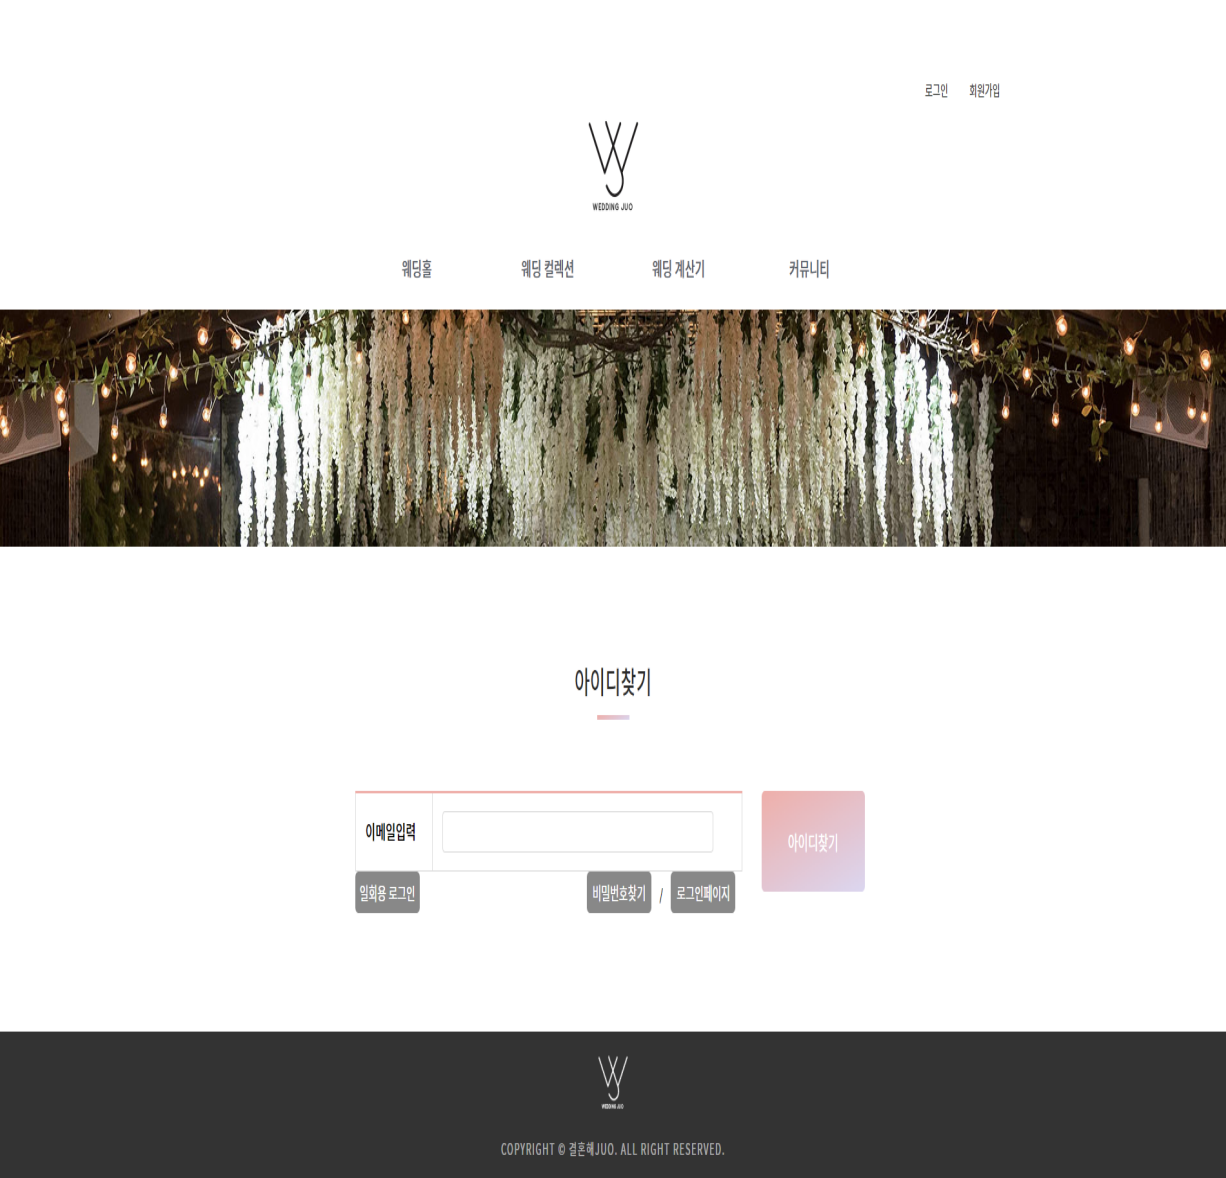 로그인 회원가입
WEDDING JUO
웨딩홀 웨딩 컬렉션 웨딩 계산기 커뮤니티
아이디찾기
이메일입력
아이디찾기
일회용 로그인 비밀번호찾기 / 로그인페이지
WEDDING JUO
COPYRIGHT © 결혼해JUO. ALL RIGHT RESERVED.